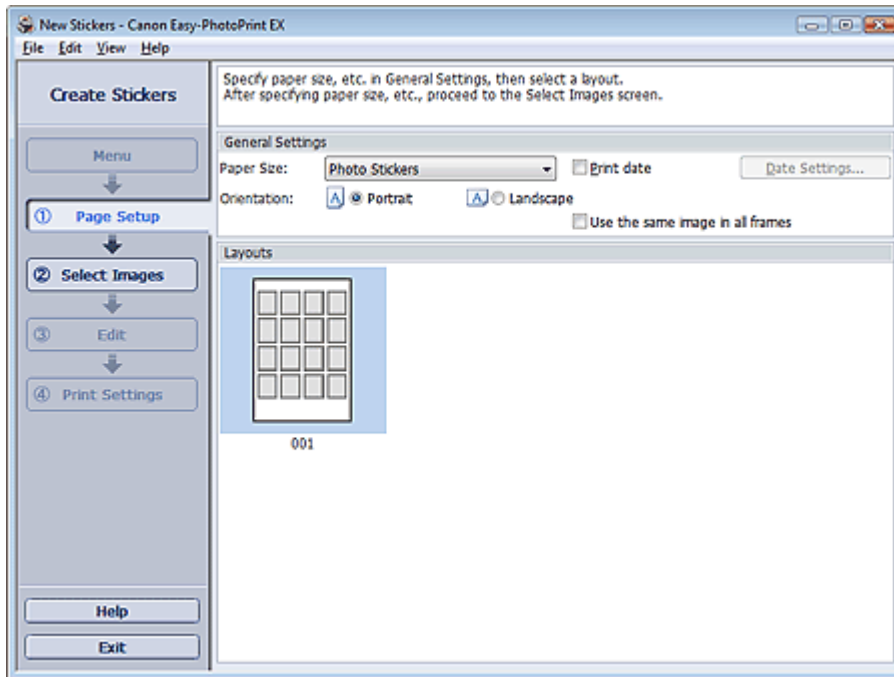 New Stickers - Canon Easy-PhotoPrint EX
File Edit View Help
Create Stickers
Menu
① Page Setup
② Select Images
③ Edit
④ Print Settings
Help
Exit
Specify paper size, etc. in General Settings, then select a layout.
After specifying paper size, etc., proceed to the Select Images screen.
General Settings
Paper Size: Photo Stickers Print date Date Settings...
Orientation: A Portrait A Landscape
Use the same image in all frames
Layouts
001